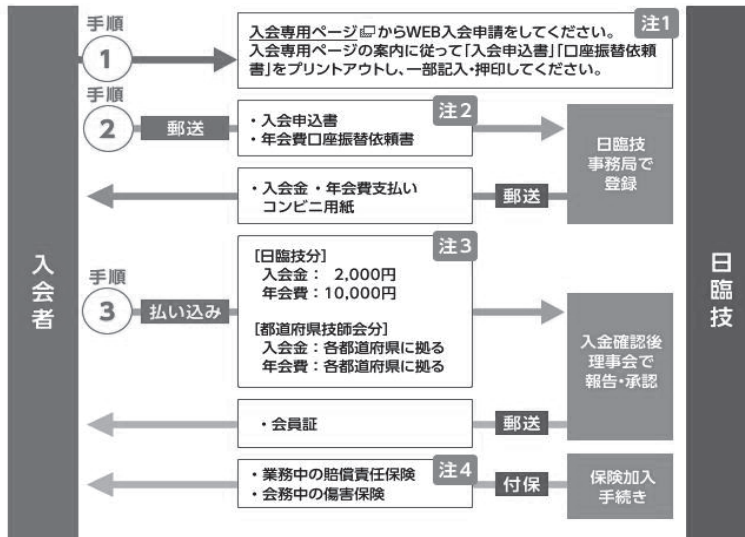 入会者
手順
1
入会専用ページからWEB入会申請をしてください。
入会専用ページの案内に従って「入会申込書」「口座振替依頼
書」をプリントアウトし、一部記入・押印してください。
注1
手順
2
郵送
・入会申込書
・年会費口座振替依頼書
注2
日臨技
事務局で
登録
・入会金・年会費支払い
コンビニ用紙
郵送
手順
3
払い込み
[日臨技分]
入会金： 2,000円
年会費：10,000円
[都道府県技師会分]
入会金：各都道府県に拠る
年会費：各都道府県に拠る
注3
入金確認後
理事会で
報告・承認
・会員証
郵送
・業務中の賠償責任保険
・会務中の傷害保険
注4
付保
保険加入
手続き
日臨技